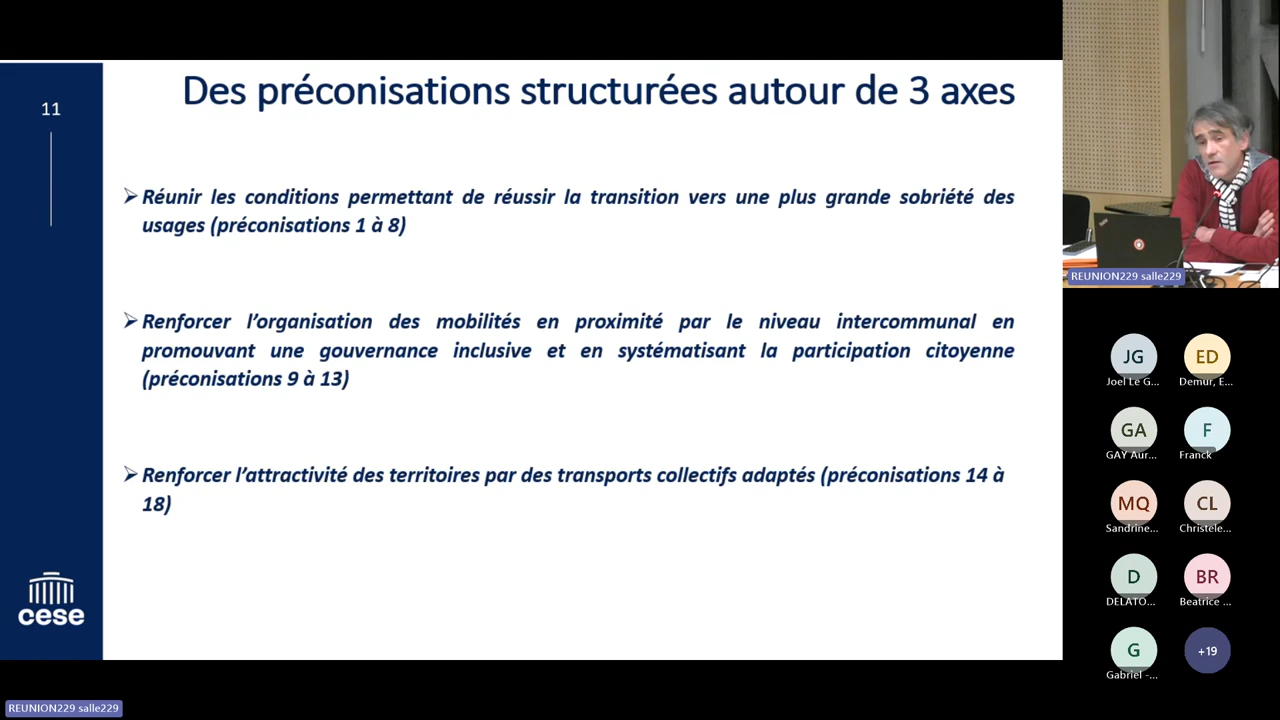 Des préconisations structurées autour de 3 axes
11
Réunir les conditions permettant de réussir la transition vers une plus grande sobriété des
usages (préconisations 1 à 8)
Renforcer l'organisation des mobilités en proximité par le niveau intercommunal en
promouvant une gouvernance inclusive et en systématisant la participation citoyenne
(préconisations 9 à 13)
Renforcer l'attractivité des territoires par des transports collectifs adaptés (préconisations 14 à
18)
cese
REUNION229 salle229
REUNION229 salle229
JG
Joel Le G...
ED
Demur, E...
GA
GAY Aur...
F
Franck
MQ
Sandrine...
CL
Christele...
D
DELATO...
BR
Beatrice ...
G
Gabriel -...
+19